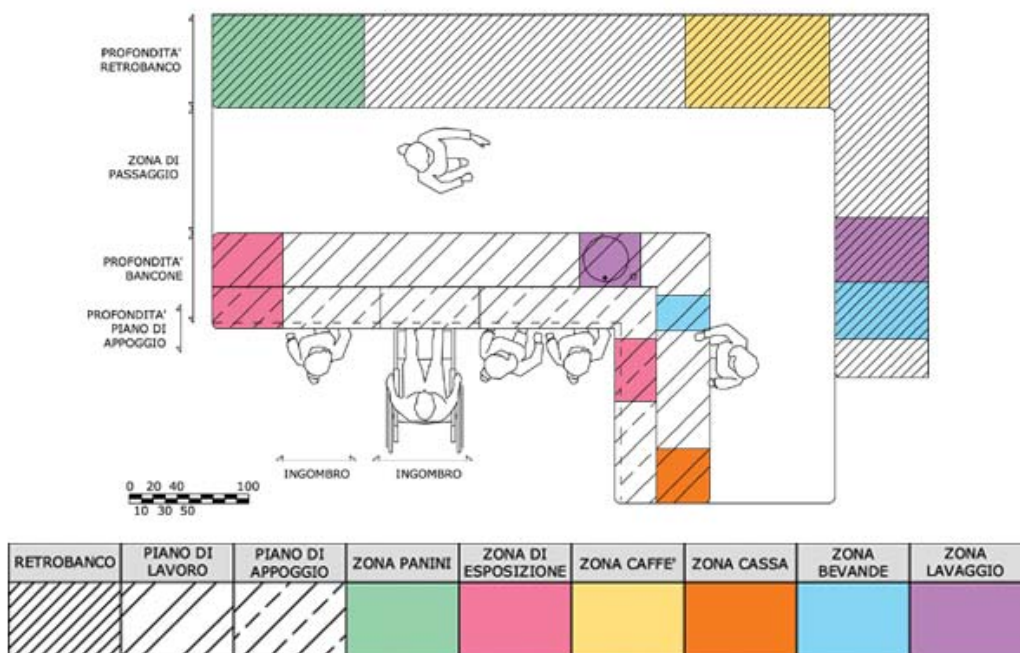 PROFONDITA'
RETROBANCO
ZONA DI
PASSAGGIO
PROFONDITA'
BANCONE
PROFONDITA'
PIANO DI
APPOGGIO
INGOMBRO
INGOMBRO
0 20 40 100
10 30 50
RETROBANCO
PIANO DI
LAVORO
PIANO DI
APPOGGIO
ZONA PANINI
ZONA DI
ESPOSIZIONE
ZONA CAFFE'
ZONA CASSA
ZONA
BEVANDE
ZONA
LAVAGGIO